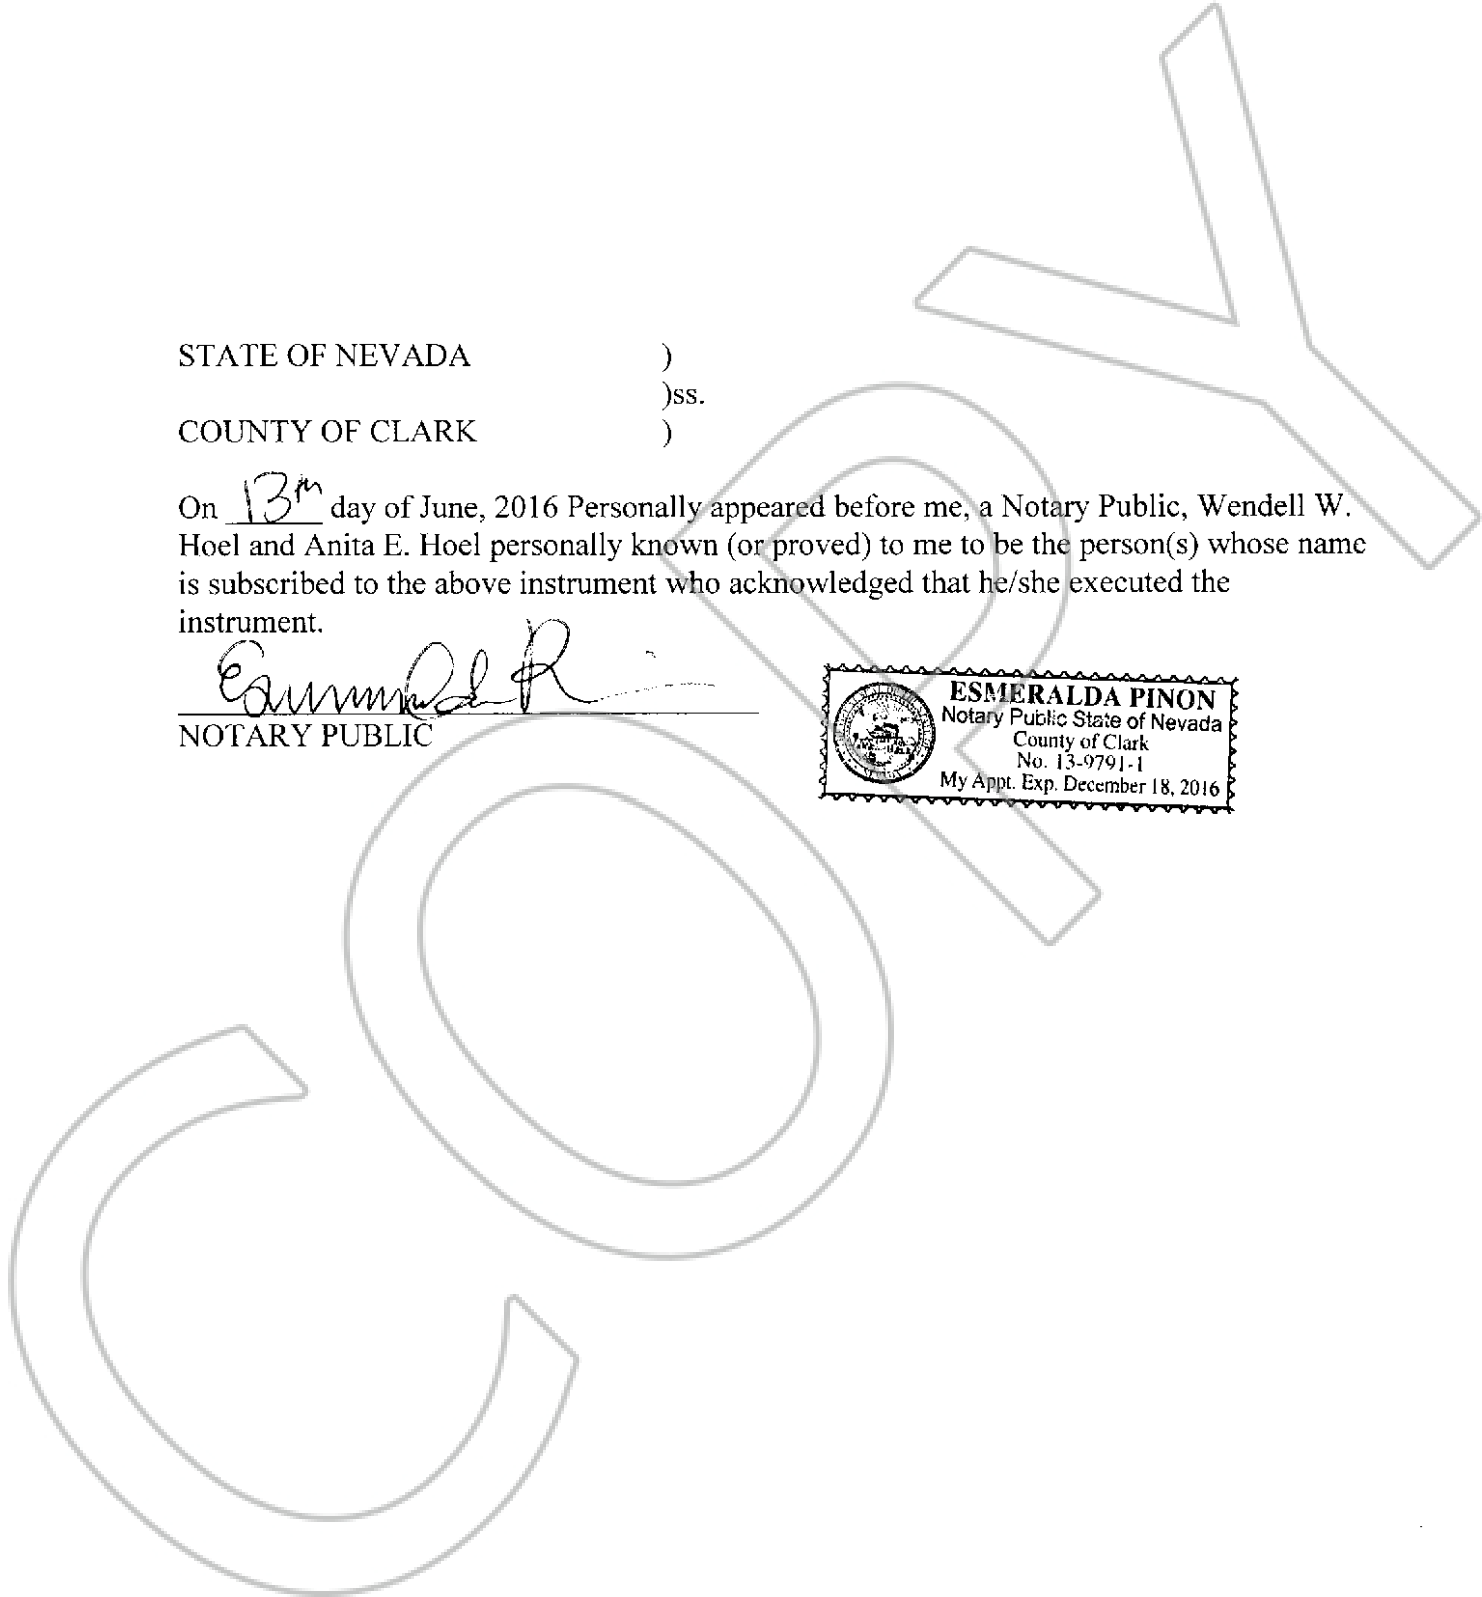 STATE OF NEVADA )
)ss.
COUNTY OF CLARK )
On 13th day of June, 2016 Personally appeared before me, a Notary Public, Wendell W.
Hoel and Anita E. Hoel personally known (or proved) to me to be the person(s) whose name
is subscribed to the above instrument who acknowledged that he/she executed the
instrument.
NOTARY PUBLIC
ESMERALDA PINON
Notary Public State of Nevada
County of Clark
No. 13-9791-1
My Appt. Exp. December 18, 2016
COPY